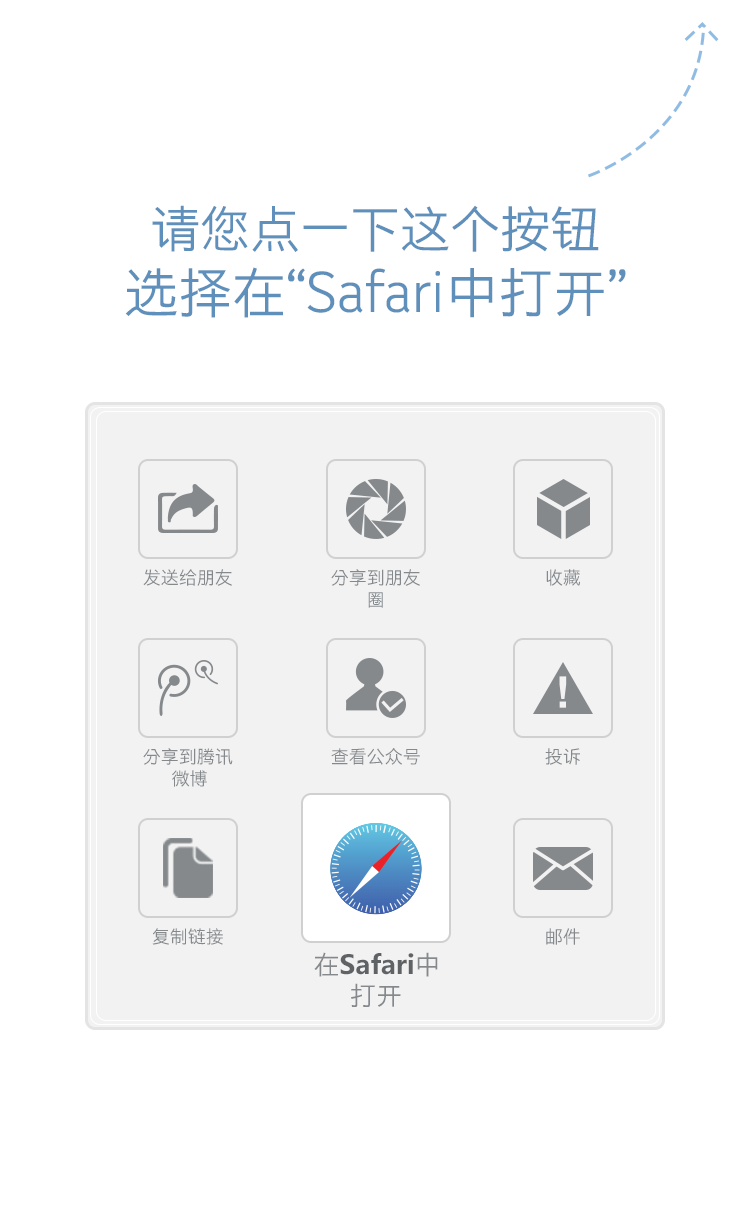 请您点一下这个按钮
选择在“Safari中打开”
发送给朋友
分享到朋友
圈
收藏
分享到腾讯
微博
查看公众号
投诉
复制链接
在Safari中
打开
邮件